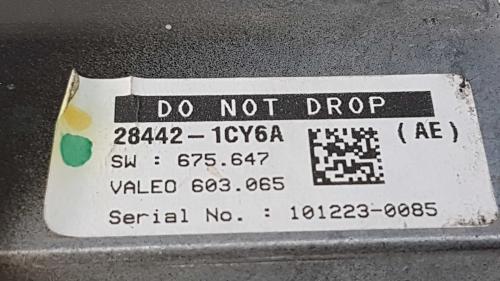 DO NOT DROP
28442-1CY6A (AE)
SW : 675.647
VALEO 603.065
Serial No. : 101223-0085